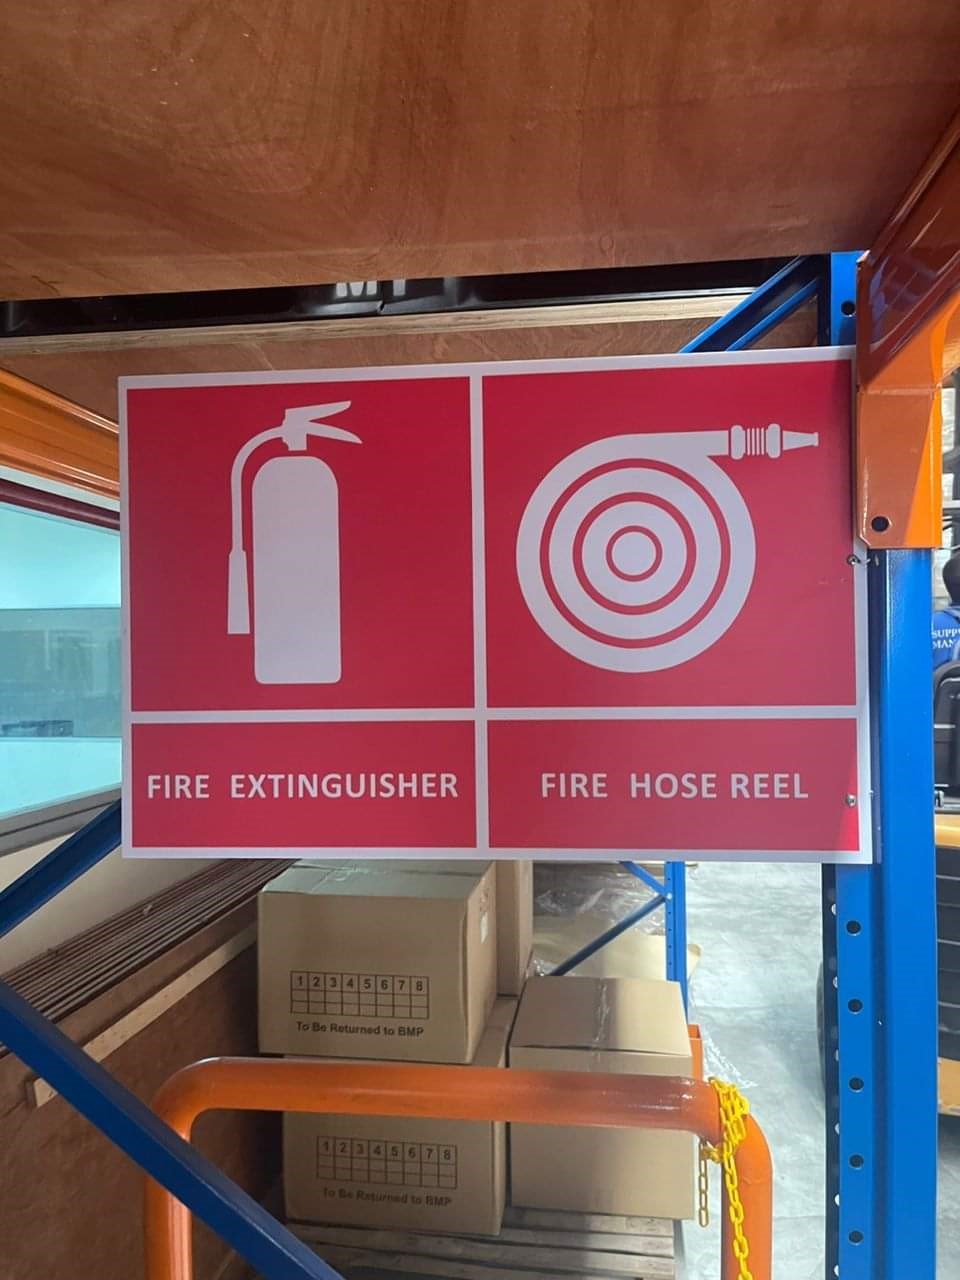 FIRE EXTINGUISHER
FIRE HOSE REEL
1 2 3 4 5 6 7 8
To Be Returned to BMP
1 2 3 4 5 6 7 8
To Be Returned to BMP